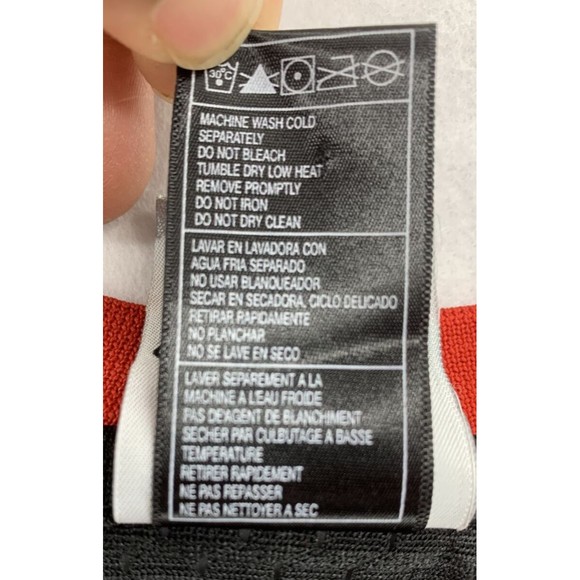 30°C
MACHINE WASH COLD
SEPARATELY
DO NOT BLEACH
TUMBLE DRY LOW HEAT
REMOVE PROMPTLY
DO NOT IRON
DO NOT DRY CLEAN
LAVAR EN LAVADORA CON
AGUA FRIA SEPARADO
NO USAR BLANQUEADOR
SECAR EN SECADORA, CICLO DELICADO
RETIRAR RAPIDAMENTE
NO PLANCHAR
NO SE LAVE EN SECO
LAVER SEPAREMENT A LA
MACHINE A L'EAU FROIDE
PAS D'EAGENT DE BLANCHIMENT
SECHER PAR CULBUTAGE A BASSE
TEMPERATURE
RETIRER RAPIDEMENT
NE PAS REPASSER
NE PAS NETTOYER A SEC